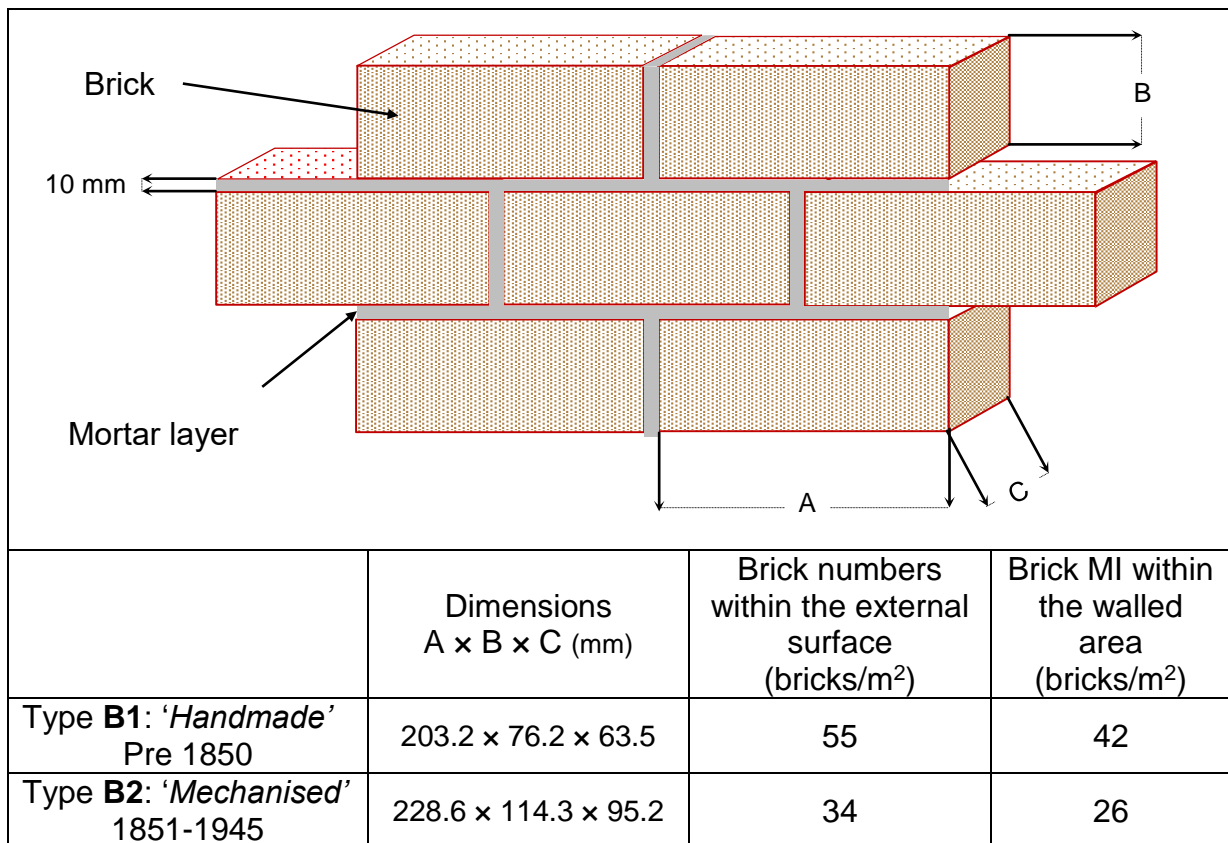 Brick
B
10 mm
Mortar layer
A
C
Dimensions
A × B × C (mm)
Brick numbers
within the external
surface
(bricks/m²)
Brick MI within
the walled
area
(bricks/m²)
Type B1: ‘Handmade’
Pre 1850
203.2 × 76.2 × 63.5
55
42
Type B2: ‘Mechanised’
1851-1945
228.6 × 114.3 × 95.2
34
26